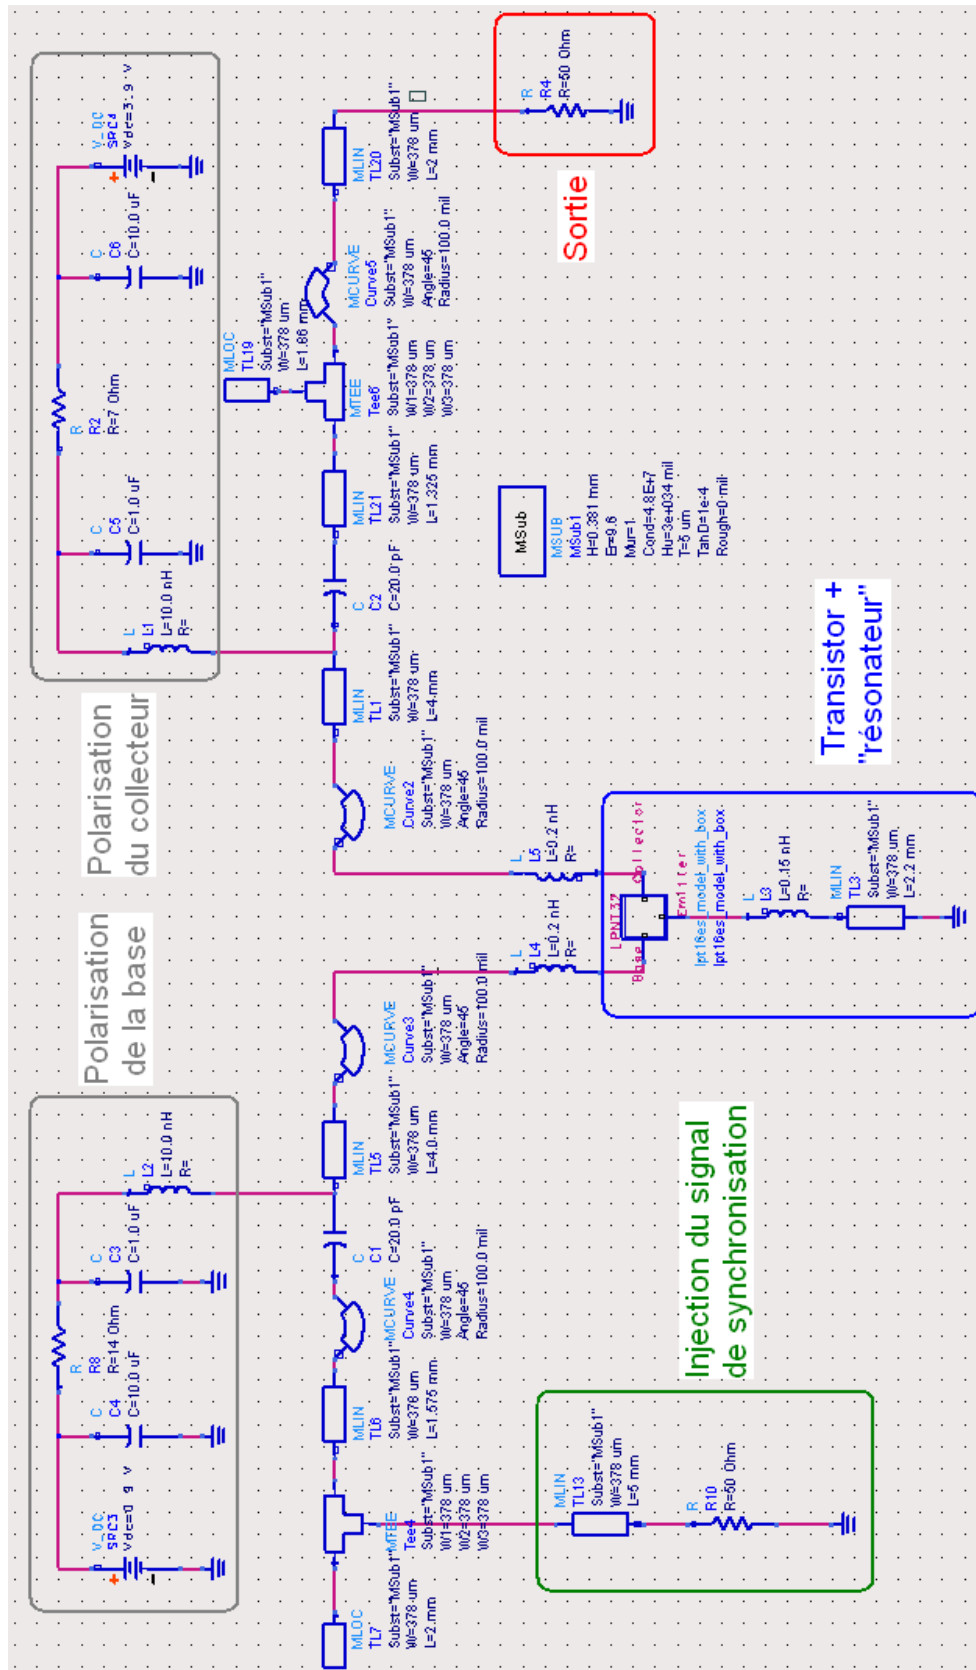 Polarisation
de la base
V_DC
SRC3
C
C4
C=10.0 uF
R
R8
R=14 Ohm
C
C3
C=1.0 uF
L
L2
L=10.0 nH
R=
Polarisation
du collecteur
L
L1
L=10.0 nH
R=
C
C5
C=1.0 uF
R
R2
R=7 Ohm
C
C6
C=10.0 uF
V_DC
SRC4
Vdc=3.9 V
MLOC
TL7
Subst="MSub1"
W=378 um
L=2 mm
MTEE
Tee4
Subst="MSub1"
W1=378 um
W2=378 um
W3=378 um
MLIN
TL6
Subst="MSub1"
W=378 um
L=1.575 mm
MCURVE
Curve4
Subst="MSub1"
W=378 um
Angle=45
Radius=100.0 mil
C
C1
C=20.0 pF
MLIN
TL5
Subst="MSub1"
W=378 um
L=4.0 mm
MCURVE
Curve3
Subst="MSub1"
W=378 um
Angle=45
Radius=100.0 mil
MCURVE
Curve2
Subst="MSub1"
W=378 um
Angle=45
Radius=100.0 mil
MLIN
TL1
Subst="MSub1"
W=378 um
L=4 mm
C
C2
C=20.0 pF
MLIN
TL21
Subst="MSub1"
W=378 um
L=1.325 mm
MLOC
TL19
Subst="MSub1"
W=378 um
L=1.86 mm
MTEE
Tee6
Subst="MSub1"
W1=378 um
W2=378 um
W3=378 um
MCURVE
Curve5
Subst="MSub1"
W=378 um
Angle=45
Radius=100.0 mil
MLIN
TL20
Subst="MSub1"
W=378 um
L=2 mm
R
R4
R=50 Ohm
Sortie
L
L4
L=0.2 nH
R=
L
L5
L=0.2 nH
R=
MSub
MSUB
MSub1
H=0.381 mm
Er=9.6
Mur=1
Cond=4.8E+7
Hu=3e+034 mil
T=5 um
TanD=1e-4
Rough=0 mil
Base
Collector
Emitter
lpt16es_model_with_box
lpt16es_model_with_box
L
L3
L=0.15 nH
R=
MLIN
TL3
Subst="MSub1"
W=378 um
L=2.2 mm
Transistor +
"résonateur"
MLIN
TL13
Subst="MSub1"
W=378 um
L=5 mm
R
R10
R=50 Ohm
Injection du signal
de synchronisation